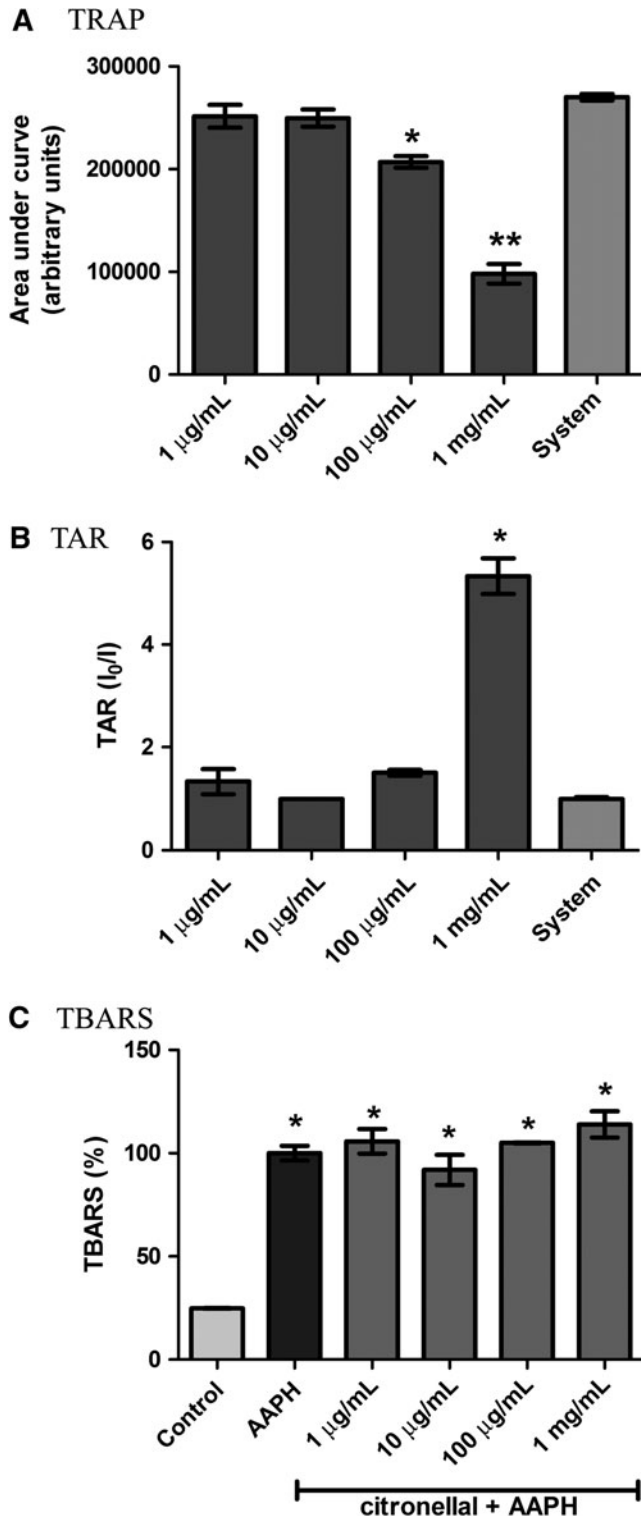 A TRAP
Area under curve
(arbitrary units)
300000
200000
100000
0
*
**
1 μg/mL
10 μg/mL
100 μg/mL
1 mg/mL
System
B TAR
TAR (I₀/I)
6
4
2
0
*
1 μg/mL
10 μg/mL
100 μg/mL
1 mg/mL
System
C TBARS
TBARS (%)
150
100
50
0
*
*
*
*
*
Control
AAPH
1 μg/mL
10 μg/mL
100 μg/mL
1 mg/mL
citronellal + AAPH